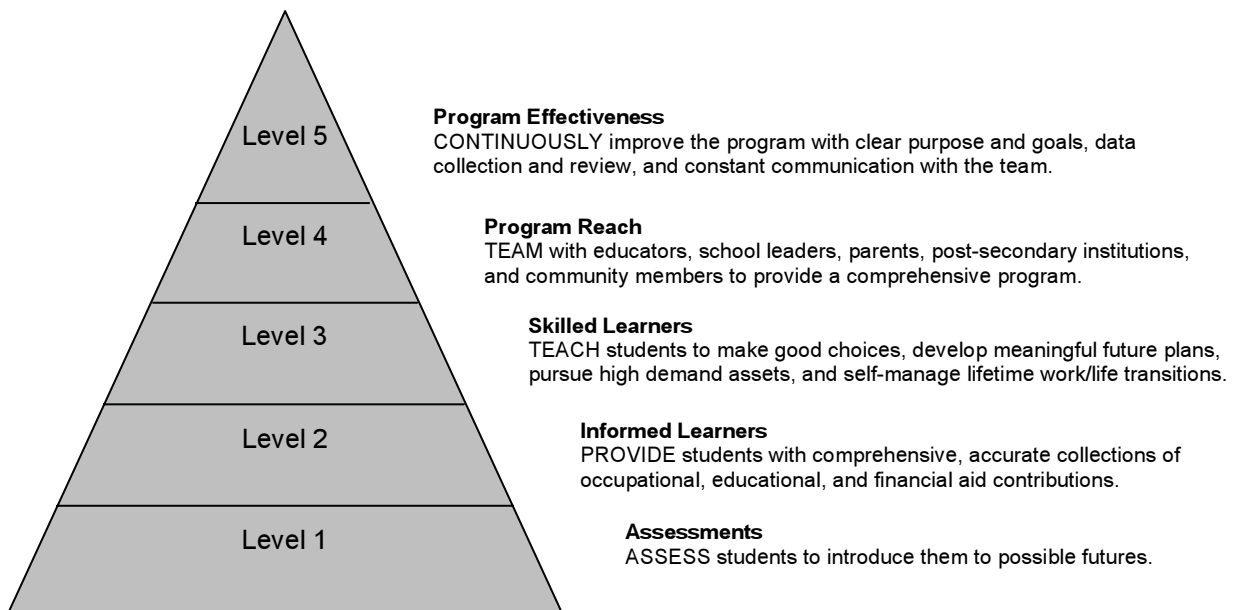 Level 5
Program Effectiveness
CONTINUOUSLY improve the program with clear purpose and goals, data
collection and review, and constant communication with the team.
Level 4
Program Reach
TEAM with educators, school leaders, parents, post-secondary institutions,
and community members to provide a comprehensive program.
Level 3
Skilled Learners
TEACH students to make good choices, develop meaningful future plans,
pursue high demand assets, and self-manage lifetime work/life transitions.
Level 2
Informed Learners
PROVIDE students with comprehensive, accurate collections of
occupational, educational, and financial aid contributions.
Level 1
Assessments
ASSESS students to introduce them to possible futures.